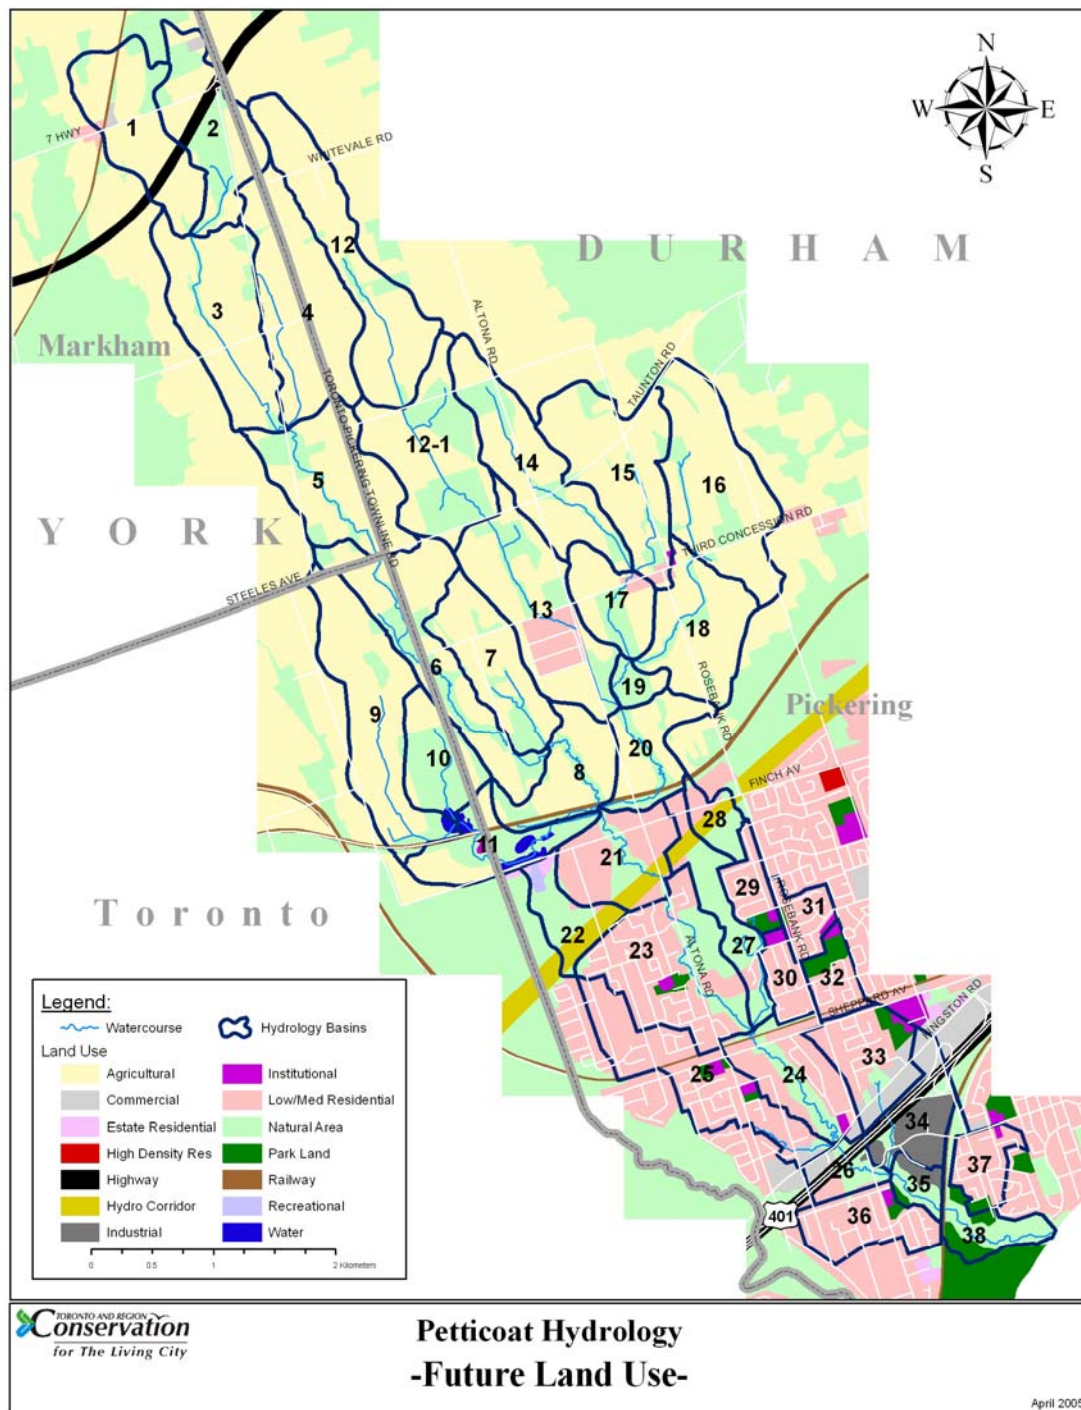 N
W E
S
7 HWY
1
2
WHITEVALE RD
12
D U R H A M
3
4
Markham
ALTONA RD
TAUNTON RD
TORONTO-PICKERING TOWNLINE RD
12-1
14
15
16
5
Y O R K
THIRD CONCESSION RD
STEELES AVE
13
17
18
6
7
19
ROSEBANK RD
Pickering
9
10
20
8
FINCH AV
28
11
21
29
ROSEBANK RD
31
Toronto
22
23
27
ALTONA RD
30
32
SHEPPARD AV
KINGSTON RD
33
25
24
34
37
26
35
401
36
38
Legend:
Watercourse
Hydrology Basins
Land Use
Agricultural
Institutional
Commercial
Low/Med Residential
Estate Residential
Natural Area
High Density Res
Park Land
Highway
Railway
Hydro Corridor
Recreational
Industrial
Water
0 0.5 1 2 Kilometers
TORONTO AND REGION
Conservation
for The Living City
Petticoat Hydrology
-Future Land Use-
April 2005